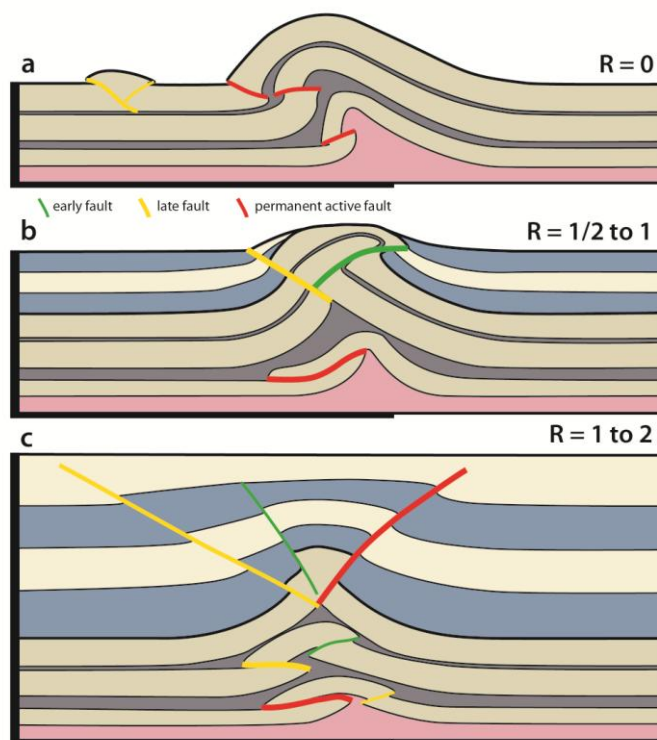 a
R = 0
early fault
late fault
permanent active fault
b
R = 1/2 to 1
c
R = 1 to 2